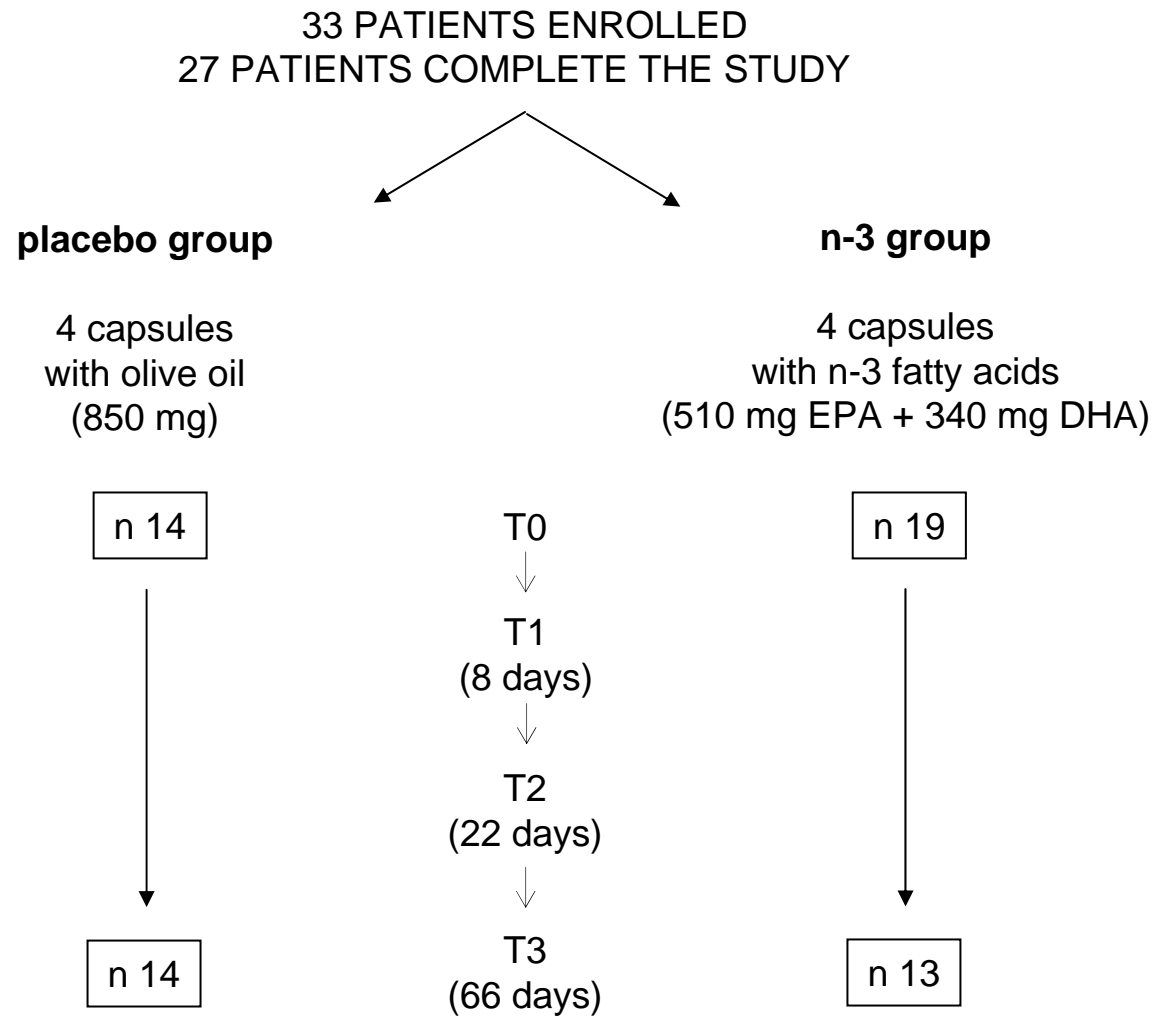 33 PATIENTS ENROLLED
27 PATIENTS COMPLETE THE STUDY
placebo group
4 capsules
with olive oil
(850 mg)
n-3 group
4 capsules
with n-3 fatty acids
(510 mg EPA + 340 mg DHA)
n 14
T0
n 19
T1
(8 days)
T2
(22 days)
n 14
T3
(66 days)
n 13